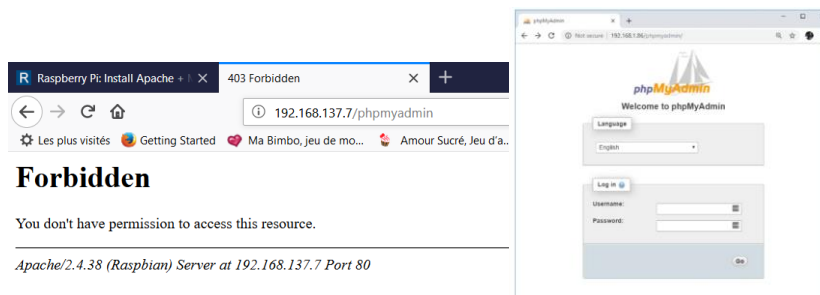 Raspberry Pi: Install Apache +
403 Forbidden
192.168.137.7/phpmyadmin
Les plus visités
Getting Started
Ma Bimbo, jeu de mo...
Amour Sucré, Jeu d'a...
Forbidden
You don't have permission to access this resource.
Apache/2.4.38 (Raspbian) Server at 192.168.137.7 Port 80
phpMyAdmin
Not secure | 192.168.1.86/phpmyadmin/
phpMyAdmin
Welcome to phpMyAdmin
Language
English
Log in
Username:
Password:
Go